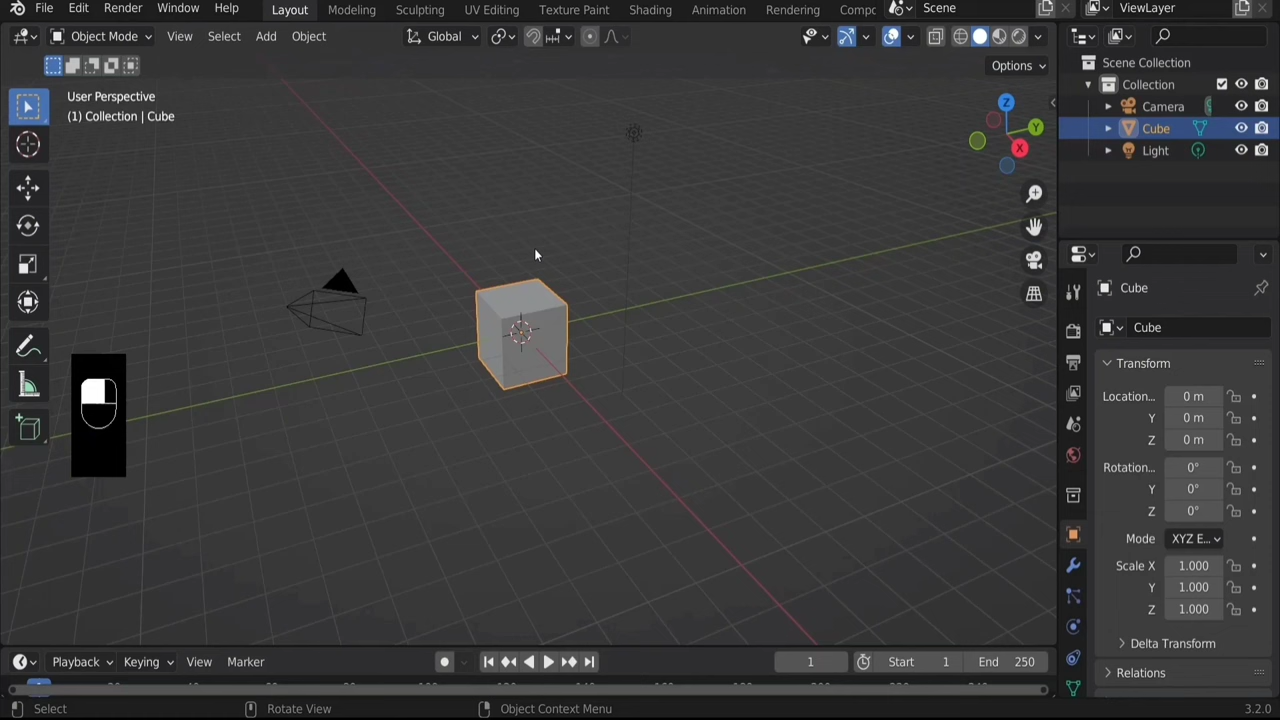 File Edit Render Window Help Layout Modeling Sculpting UV Editing Texture Paint Shading Animation Rendering Compc Scene ViewLayer
Object Mode View Select Add Object Global
Options
User Perspective
(1) Collection | Cube
Z
Y
X
Scene Collection
Collection
Camera
Cube
Light
Cube
Cube
Transform
Location... 0 m
Y 0 m
Z 0 m
Rotation... 0°
Y 0°
Z 0°
Mode XYZ E...
Scale X 1.000
Y 1.000
Z 1.000
Delta Transform
Relations
Playback Keying View Marker 1 Start 1 End 250
Select Rotate View Object Context Menu 3.2.0